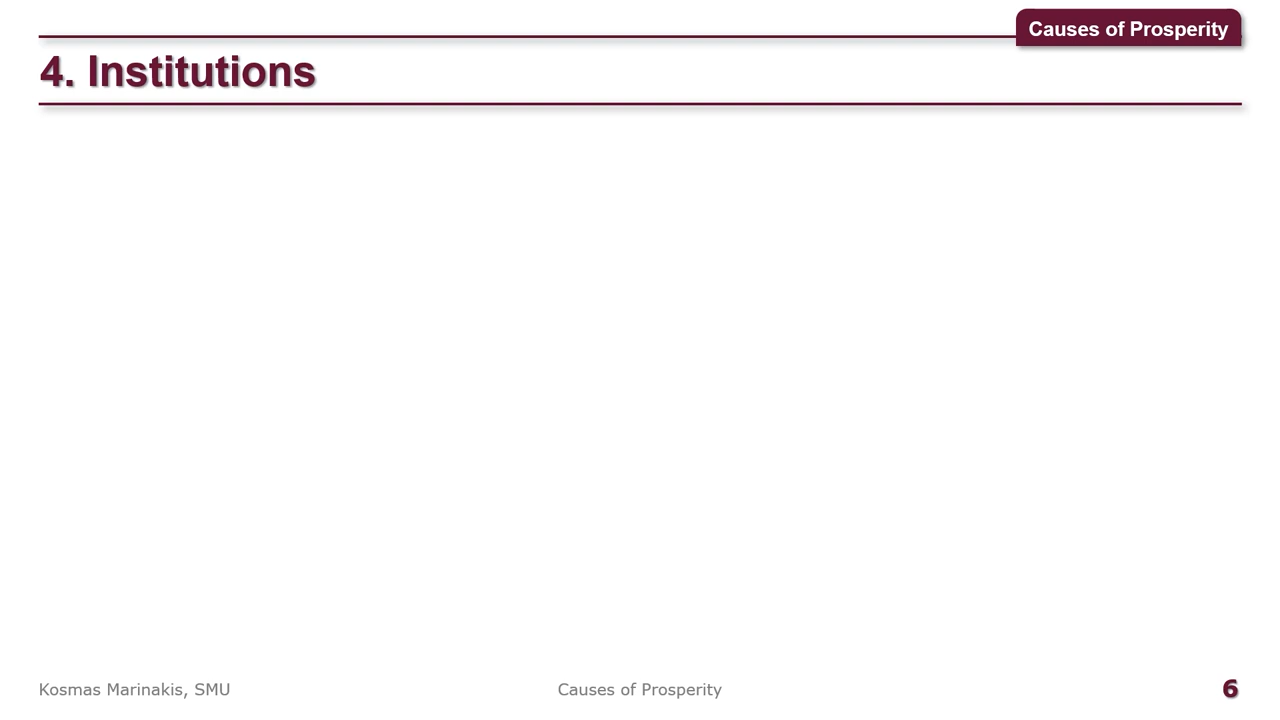 Causes of Prosperity
4. Institutions
Kosmas Marinakis, SMU
Causes of Prosperity
6